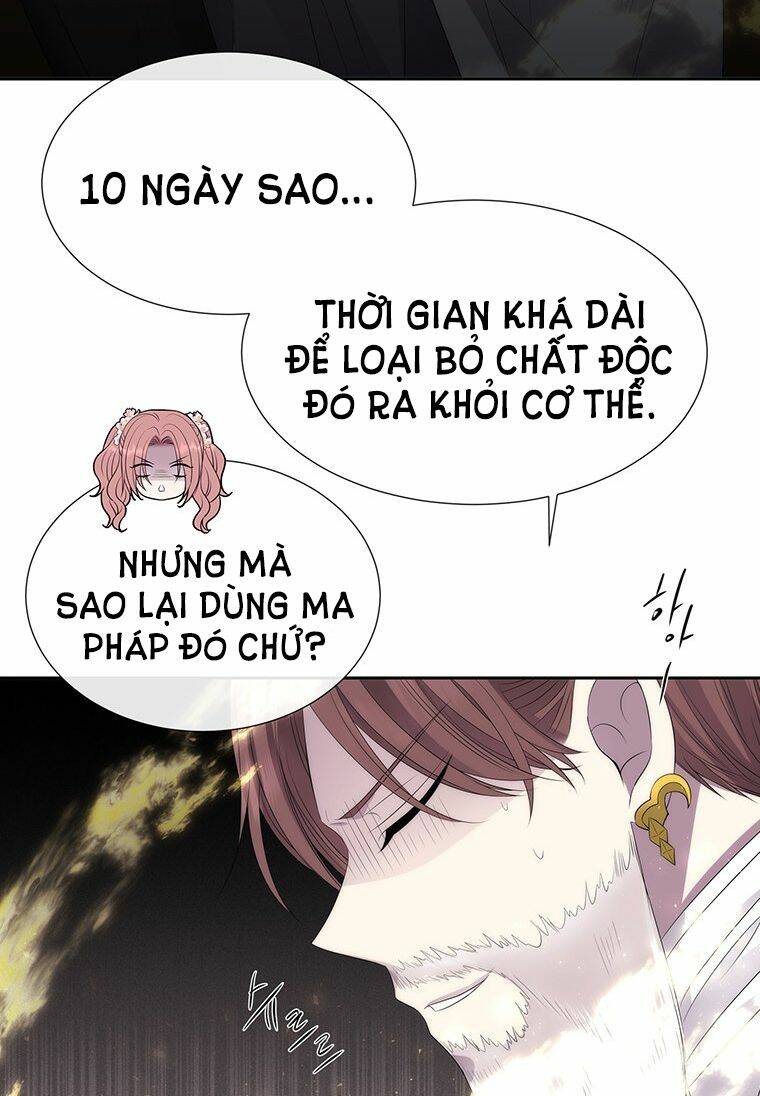 10 NGÀY SAO...
THỜI GIAN KHÁ DÀI
ĐỂ LOẠI BỎ CHẤT ĐỘC
ĐÓ RA KHỎI CƠ THỂ.
NHƯNG MÀ
SAO LẠI DÙNG MA
PHÁP ĐÓ CHỨ?